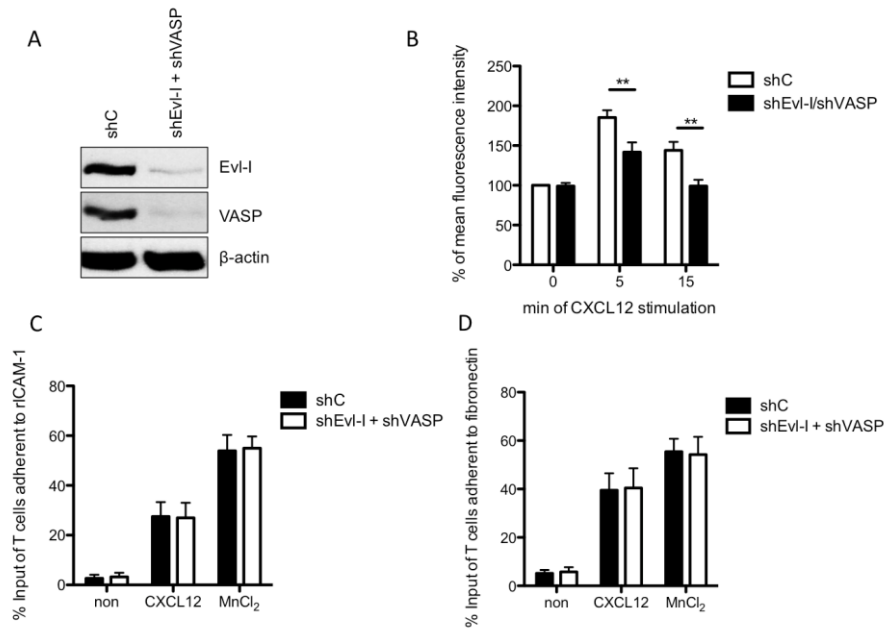 A
shC
shEvl-I + shVASP
Evl-I
VASP
β-actin
B
% of mean fluorescence intensity
250
200
150
100
50
0
**
**
0 5 15
min of CXCL12 stimulation
shC
shEvl-I/shVASP
C
% Input of T cells adherent to rICAM-1
80
60
40
20
0
non CXCL12 MnCl₂
shC
shEvl-I + shVASP
D
% Input of T cells adherent to fibronectin
80
60
40
20
0
non CXCL12 MnCl₂
shC
shEvl-I + shVASP